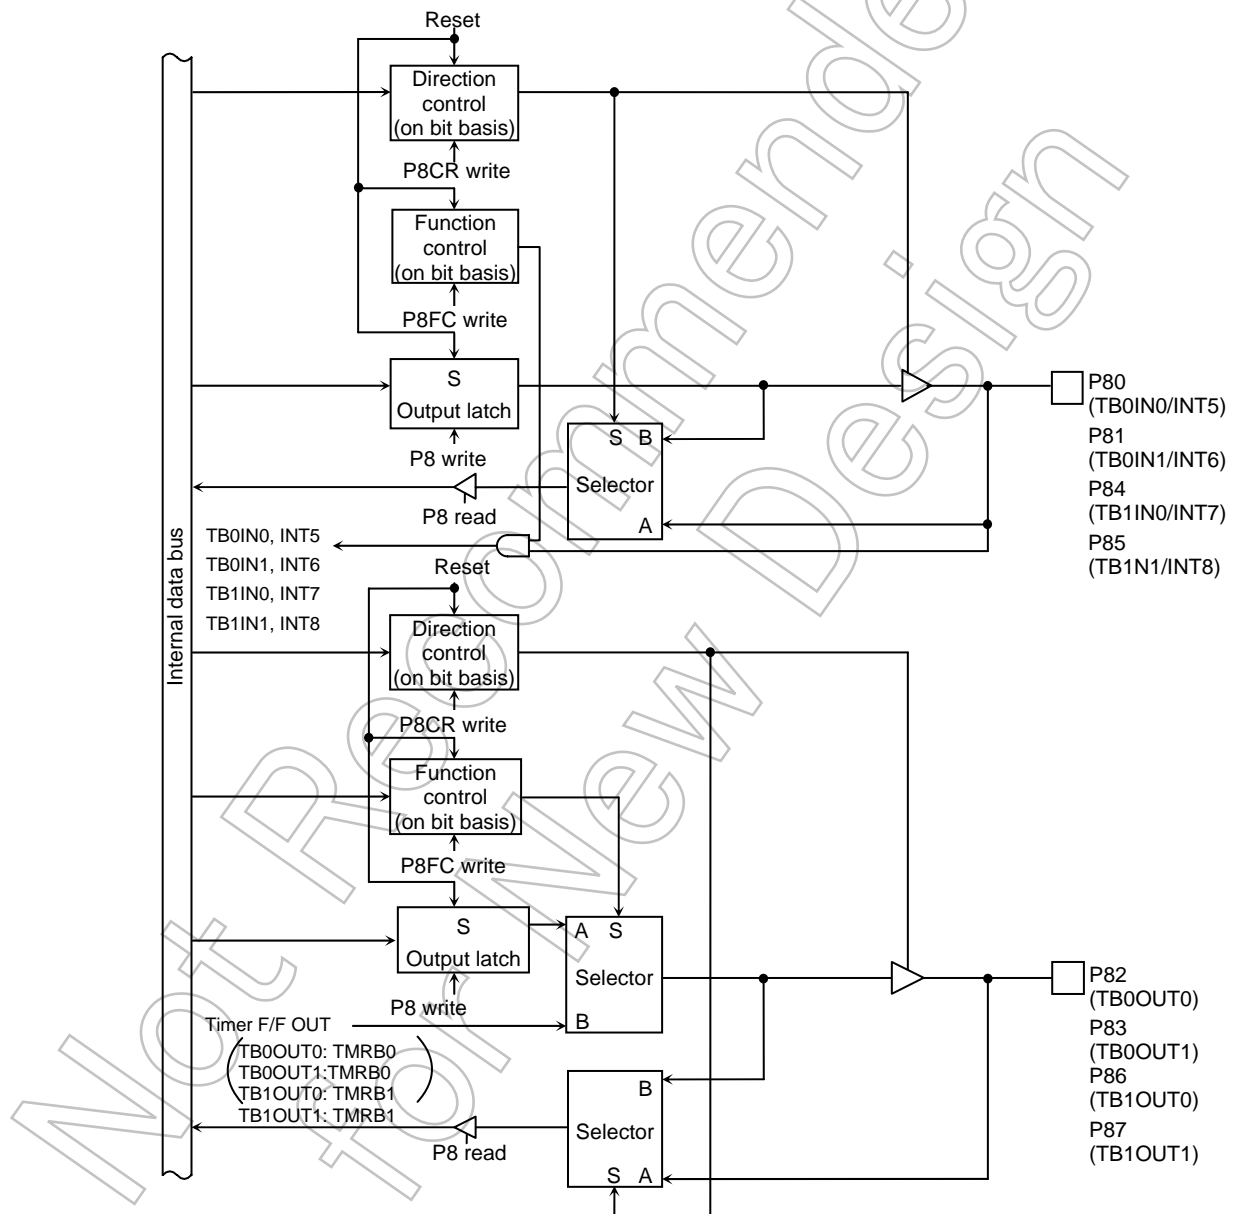 Reset
Direction
control
(on bit basis)
P8CR write
Function
control
(on bit basis)
P8FC write
S
Output latch
P8 write
S B
Selector
A
P8 read
P80
(TB0IN0/INT5)
P81
(TB0IN1/INT6)
P84
(TB1IN0/INT7)
P85
(TB1N1/INT8)
Internal data bus
TB0IN0, INT5
TB0IN1, INT6
TB1IN0, INT7
TB1IN1, INT8
Reset
Direction
control
(on bit basis)
P8CR write
Function
control
(on bit basis)
P8FC write
S
Output latch
P8 write
A S
Selector
B
Timer F/F OUT
TB0OUT0: TMRB0
TB0OUT1:TMRB0
TB1OUT0: TMRB1
TB1OUT1: TMRB1
B
Selector
S A
P8 read
P82
(TB0OUT0)
P83
(TB0OUT1)
P86
(TB1OUT0)
P87
(TB1OUT1)
Not Recommende
for New Design